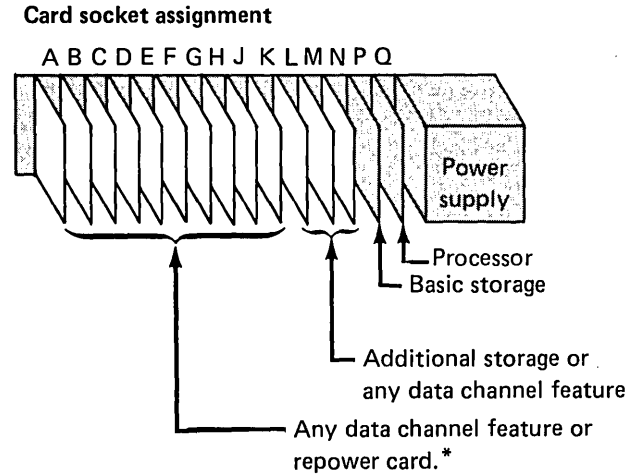 Card socket assignment
A B C D E F G H J K L M N P Q
Power
supply
Processor
Basic storage
Additional storage or
any data channel feature
Any data channel feature or
repower card.*